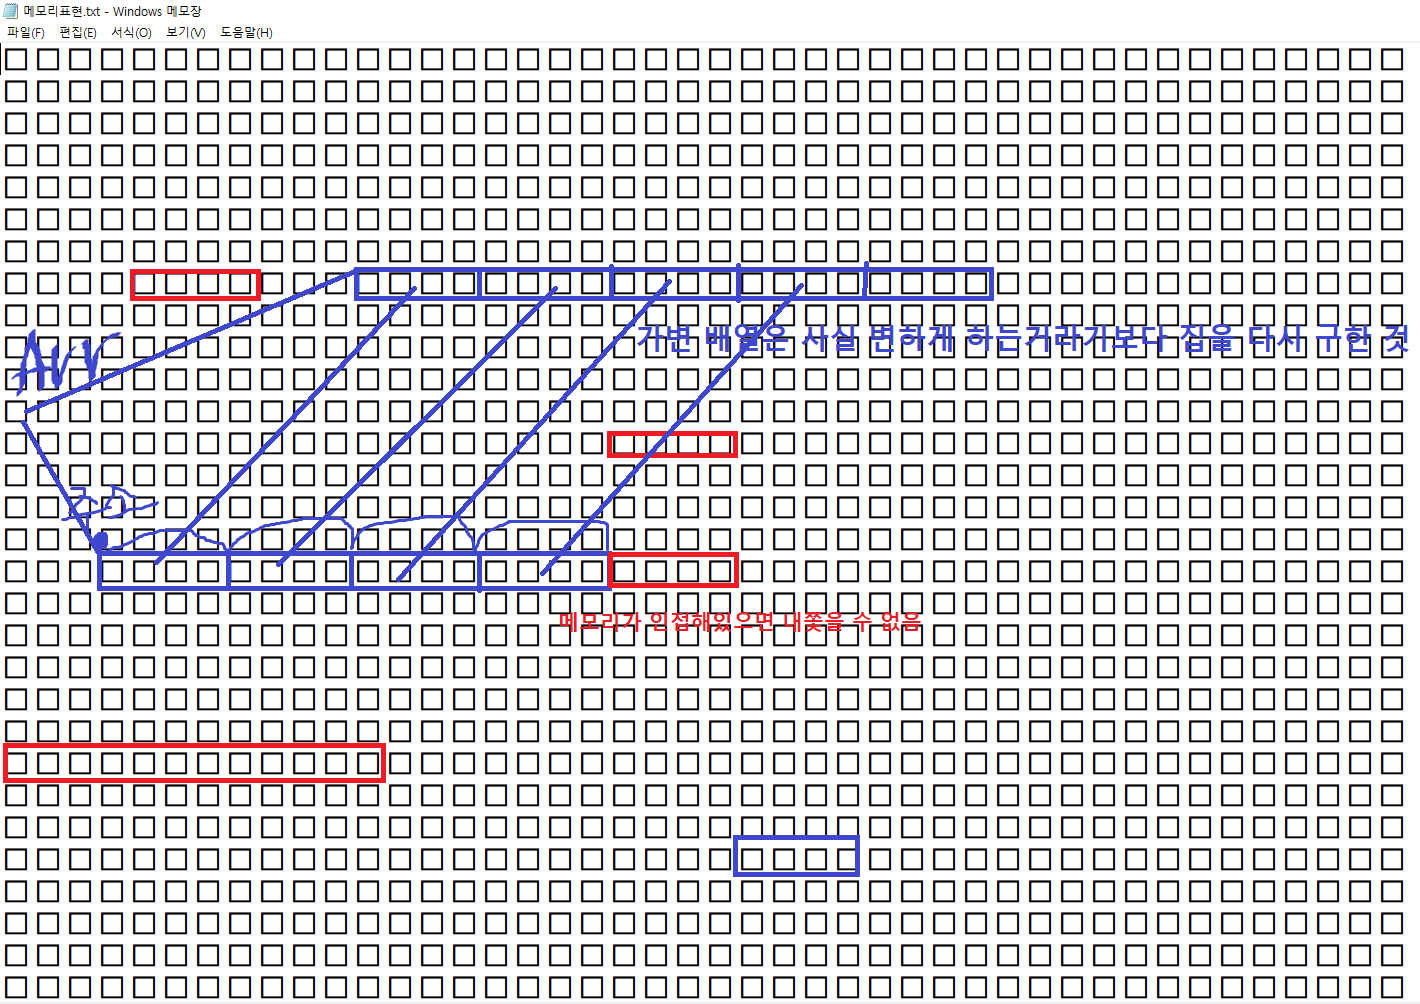 메모리표현.txt - Windows 메모장
파일(F) 편집(E) 서식(O) 보기(V) 도움말(H)
Arr
가변 배열은 사실 변하게 하는거라기보다 집을 다시 구한 것
메모리가 인접해있으면 내쫓을 수 없음